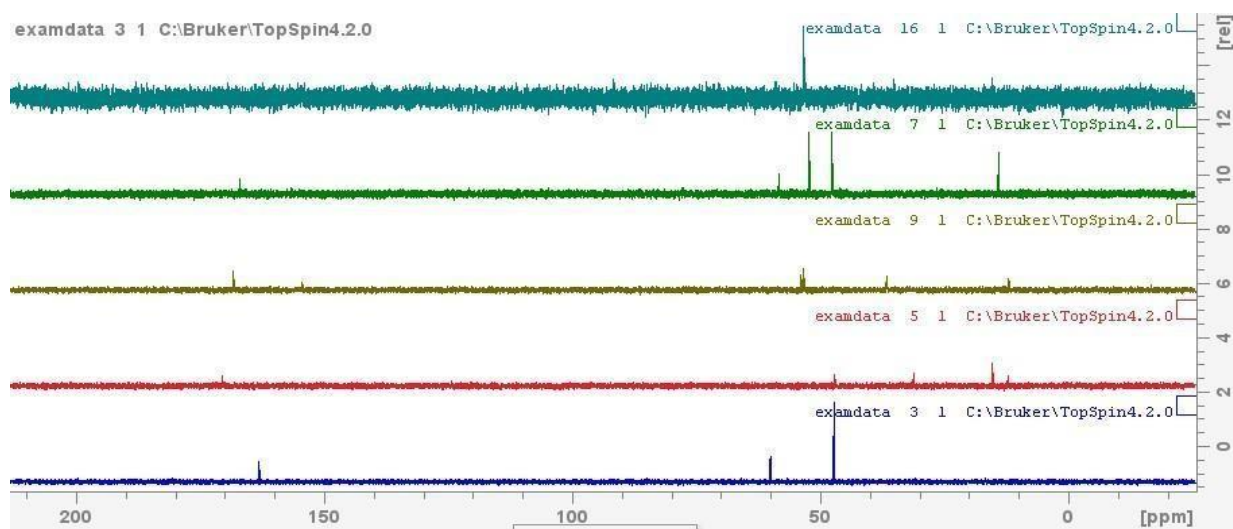 examdata 3 1 C:\Bruker\TopSpin4.2.0
examdata 16 1 C:\Bruker\TopSpin4.2.0
[rel]
examdata 7 1 C:\Bruker\TopSpin4.2.0
12
10
examdata 9 1 C:\Bruker\TopSpin4.2.0
8
6
examdata 5 1 C:\Bruker\TopSpin4.2.0
4
2
examdata 3 1 C:\Bruker\TopSpin4.2.0
0
200 150 100 50 0 [ppm]